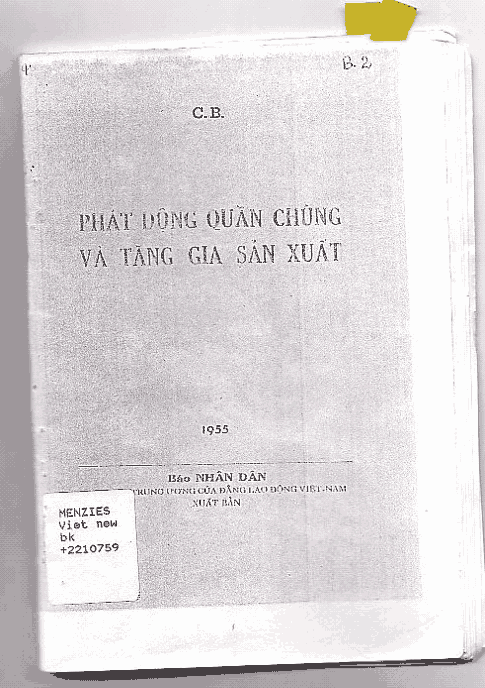 B. 2
C. B.
PHÁT ĐỘNG QUẦN CHÚNG
VÀ TĂNG GIA SẢN XUẤT
1955
Báo NHÂN DÂN
TRUNG ƯƠNG CỦA ĐẢNG LAO ĐỘNG VIỆT-NAM
XUẤT BẢN
MENZIES
Viet new
bk
+2210759